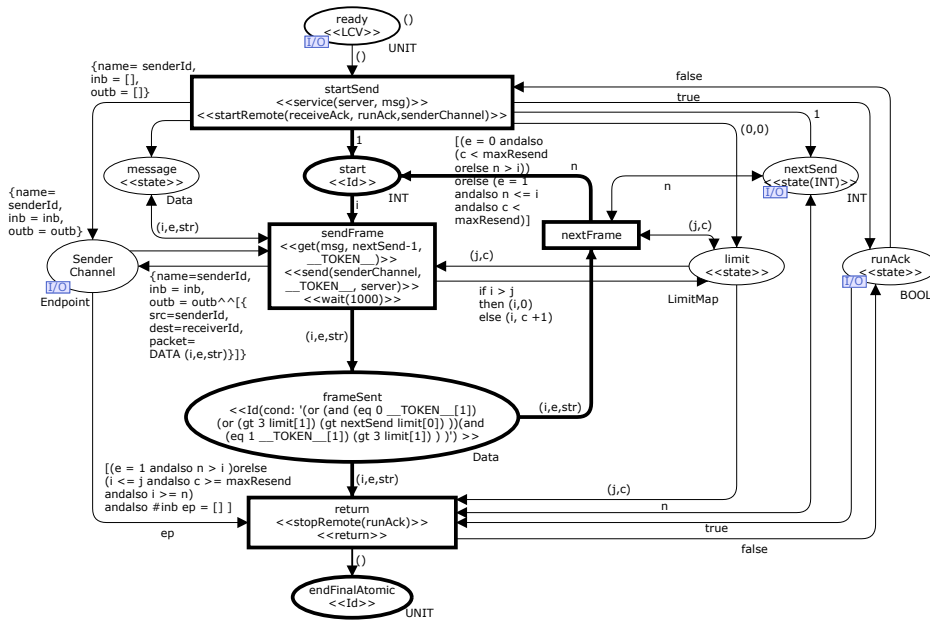 ready
<<LCV>>
()
I/O
UNIT
()
{name= senderId,
inb = [],
outb = []}
startSend
<<service(server, msg)>>
<<startRemote(receiveAck, runAck,senderChannel)>>
false
true
1
(0,0)
1
[(e = 0 andalso
(c < maxResend
orelse n > i))
orelse (e = 1
andalso n <= i
andalso c <
maxResend)]
n
message
<<state>>
Data
start
<<Id>>
INT
nextSend
<<state(INT)>>
I/O
INT
n
{name=
senderId,
inb = inb,
outb = outb}
(i,e,str)
i
sendFrame
<<get(msg, nextSend-1,
__TOKEN__)>>
<<send(senderChannel,
__TOKEN__, server)>>
<<wait(1000)>>
nextFrame
(j,c)
Sender
Channel
I/O
Endpoint
(j,c)
limit
<<state>>
LimitMap
runAck
<<state>>
I/O
BOOL
{name=senderId,
inb = inb,
outb = outb^^[{
src=senderId,
dest=receiverId,
packet=
DATA (i,e,str)}]}
if i > j
then (i,0)
else (i, c +1)
(i,e,str)
frameSent
<<Id(cond: '(or (and (eq 0 __TOKEN__[1])
(or (gt 3 limit[1]) (gt nextSend limit[0]) ))(and
(eq 1 __TOKEN__[1]) (gt 3 limit[1]) ) )') >>
Data
(i,e,str)
[(e = 1 andalso n > i )orelse
(i <= j andalso c >= maxResend
andalso i >= n)
andalso #inb ep = [] ]
(i,e,str)
(j,c)
n
ep
return
<<stopRemote(runAck)>>
<<return>>
true
false
()
endFinalAtomic
<<Id>>
UNIT